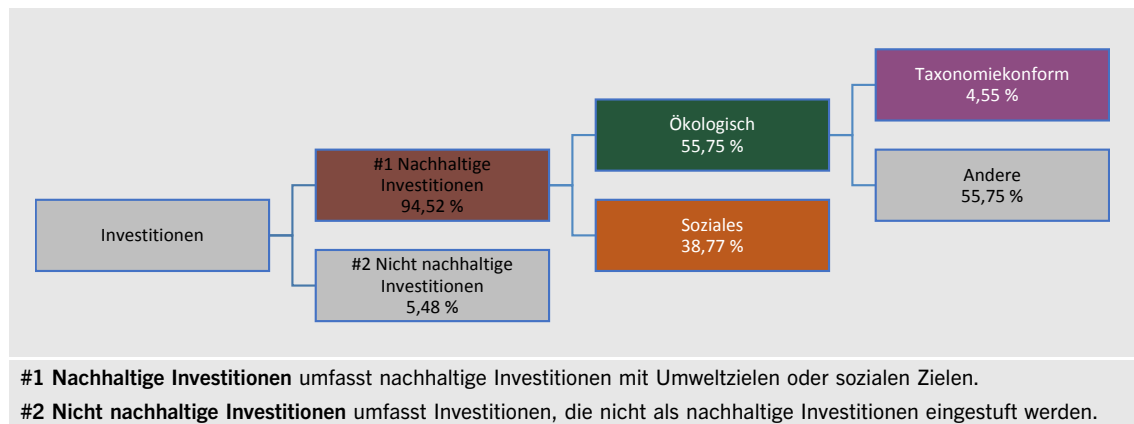 Taxonomiekonform
4,55 %
Ökologisch
55,75 %
#1 Nachhaltige
Investitionen
94,52 %
Andere
55,75 %
Investitionen
Soziales
38,77 %
#2 Nicht nachhaltige
Investitionen
5,48 %
#1 Nachhaltige Investitionen umfasst nachhaltige Investitionen mit Umweltzielen oder sozialen Zielen.
#2 Nicht nachhaltige Investitionen umfasst Investitionen, die nicht als nachhaltige Investitionen eingestuft werden.